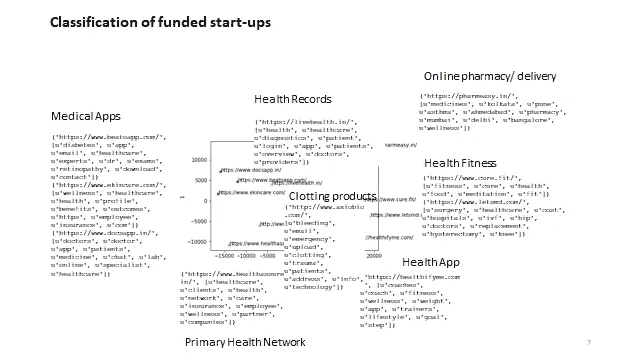 Classification of funded start-ups
Online pharmacy/ delivery
{'https://pharmeasy.in/',
[u'medicines', u'kolkata', u'pune',
u'asthma', u'ahmedabad', u'pharmacy',
u'mumbai', u'delhi', u'bangalore',
u'wellness']}
Health Records
{'https://livehealth.in/',
[u'health', u'healthcare',
u'diagnostics', u'patient',
u'login', u'app', u'patients',
u'overview', u'doctors',
u'providers']}
Medical Apps
{'https://www.beatoapp.com/',
[u'diabetes', u'app',
u'email', u'healthcare',
u'experts', u'dr', u'exams',
u'retinopathy', u'download',
u'contact']}
{'https://www.ekincare.com/',
[u'wellness', u'healthcare',
u'health', u'profile',
u'benefits', u'outcomes',
u'https', u'employee',
u'insurance', u'com']}
{'https://www.docsapp.in/',
[u'doctors', u'doctor',
u'app', u'patients',
u'medicine', u'chat', u'lab',
u'online', u'specialist',
u'healthcare']}
Health Fitness
{'https://www.cure.fit/',
[u'fitness', u'cure', u'health',
u'food', u'meditation', u'fit']}
{'https://www.letsmd.com/',
[u'surgery', u'healthcare', u'cost',
u'hospitals', u'ivf', u'hip',
u'doctors', u'replacement',
u'hysterectomy', u'knee']}
harmeasy.in/
10000
5000
0
−5000
−10000
−15000 −10000 −5000
20000
https://www.docsapp.in/
https://www.beatoapp.com/
https://livehealth.in/
https://www.ekincare.com/
https://www.cure.fit/
https://www.letsmd.
//healthifyme.com/
https://www.healthass
Clotting products
{'http://www.axiobio
.com/',
[u'bleeding',
u'email',
u'emergency',
u'upload',
u'clotting',
u'trauma',
u'patients',
u'address', u'info',
u'technology']}
Health App
{'https://healthifyme.com
', [u'coaches',
u'coach', u'fitness',
u'wellness', u'weight',
u'app', u'trainers',
u'lifestyle', u'goal',
u'step']}
{'https://www.healthassure
in/', [u'healthcare',
u'clients', u'health',
u'network', u'care',
u'insurance', u'employee',
u'wellness', u'partner',
u'companies']}
Primary Health Network
7